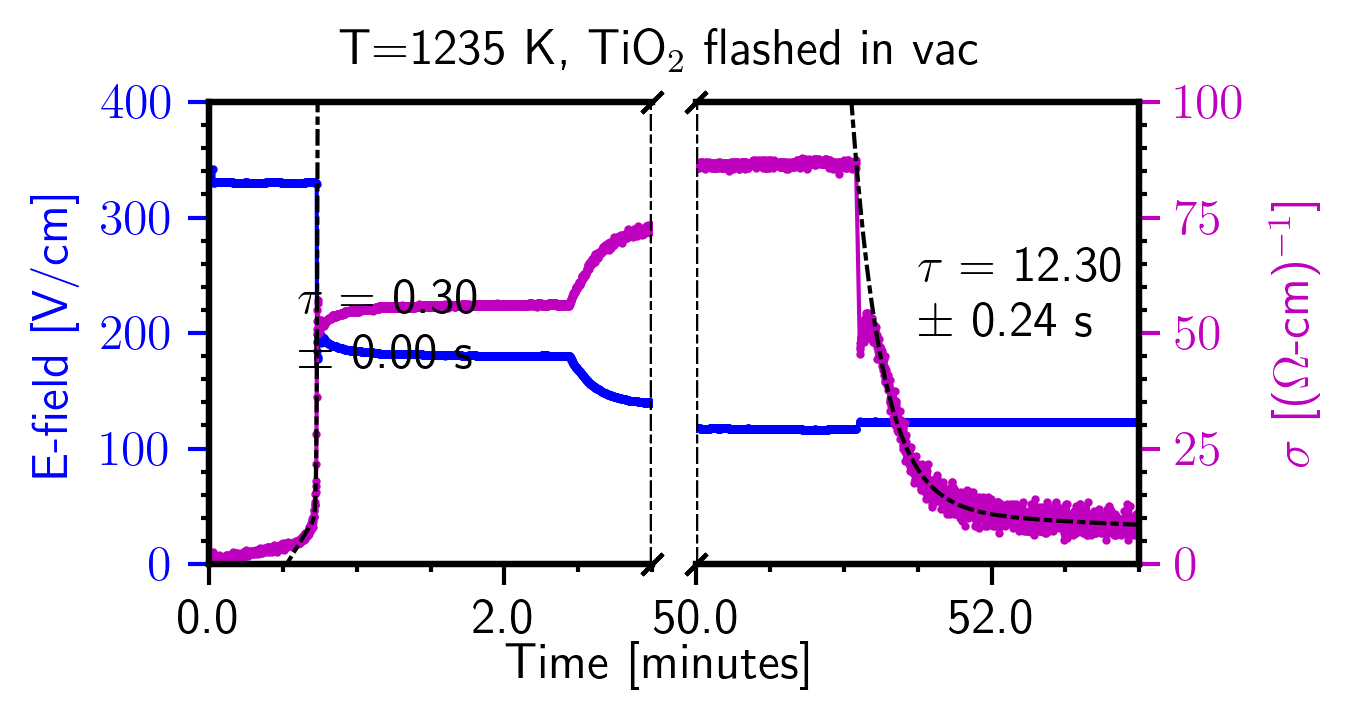 T=1235 K, TiO₂ flashed in vac
400
300
200
100
0
E-field [V/cm]
τ = 0.30
± 0.00 s
τ = 12.30
± 0.24 s
100
75
50
25
0
σ [(Ω-cm)⁻¹]
0.0 2.0 50.0 52.0
Time [minutes]